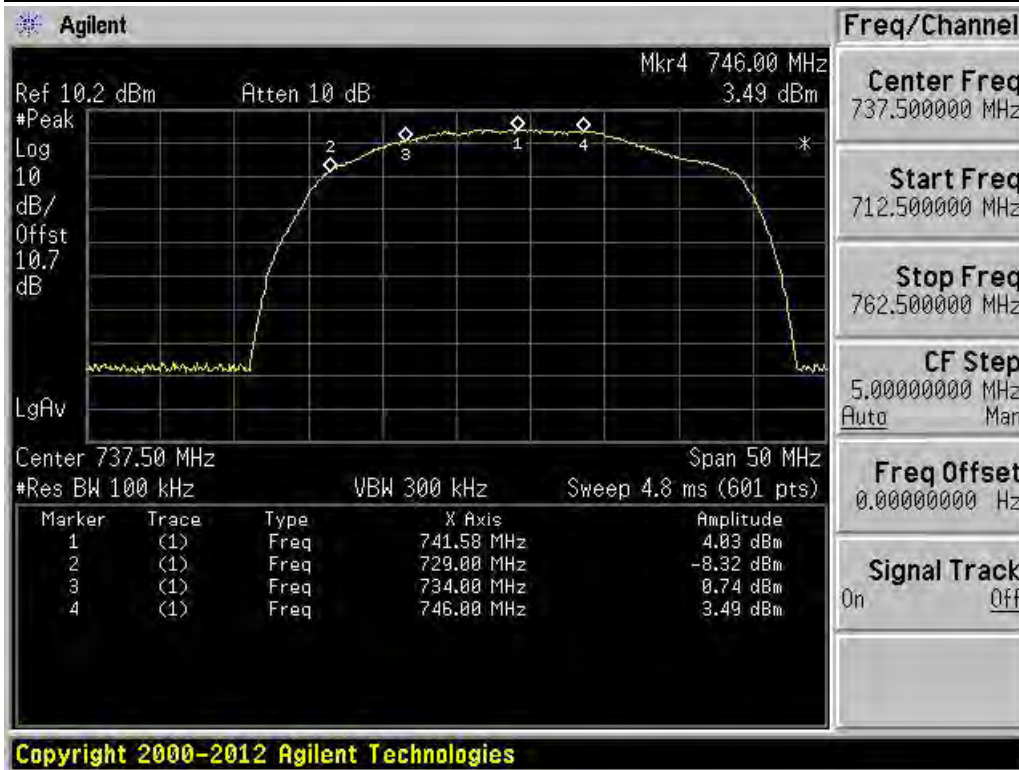 Agilent
Freq/Channel
Mkr4 746.00 MHz
Ref 10.2 dBm Atten 10 dB 3.49 dBm
#Peak
Log
10
dB/
Offst
10.7
dB
LgAv
2
3
1
4
*
Center 737.50 MHz Span 50 MHz
#Res BW 100 kHz VBW 300 kHz Sweep 4.8 ms (601 pts)
Marker Trace Type X Axis Amplitude
1 (1) Freq 741.58 MHz 4.03 dBm
2 (1) Freq 729.00 MHz -8.32 dBm
3 (1) Freq 734.00 MHz 0.74 dBm
4 (1) Freq 746.00 MHz 3.49 dBm
Center Freq
737.500000 MHz
Start Freq
712.500000 MHz
Stop Freq
762.500000 MHz
CF Step
5.00000000 MHz
Auto Man
Freq Offset
0.00000000 Hz
Signal Track
On Off
Copyright 2000-2012 Agilent Technologies